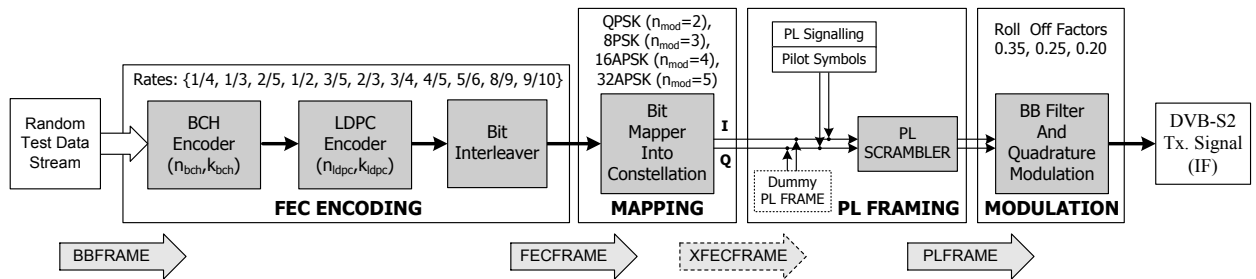 Random
Test Data
Stream
Rates: {1/4, 1/3, 2/5, 1/2, 3/5, 2/3, 3/4, 4/5, 5/6, 8/9, 9/10}
BCH
Encoder
(nbch,kbch)
LDPC
Encoder
(nldpc,kldpc)
Bit
Interleaver
FEC ENCODING
QPSK (nmod=2),
8PSK (nmod=3),
16APSK (nmod=4),
32APSK (nmod=5)
Bit
Mapper
Into
Constellation
MAPPING
I
Q
PL Signalling
Pilot Symbols
Dummy
PL FRAME
PL
SCRAMBLER
PL FRAMING
Roll Off Factors
0.35, 0.25, 0.20
BB Filter
And
Quadrature
Modulation
MODULATION
DVB-S2
Tx. Signal
(IF)
BBFRAME
FECFRAME
XFECFRAME
PLFRAME